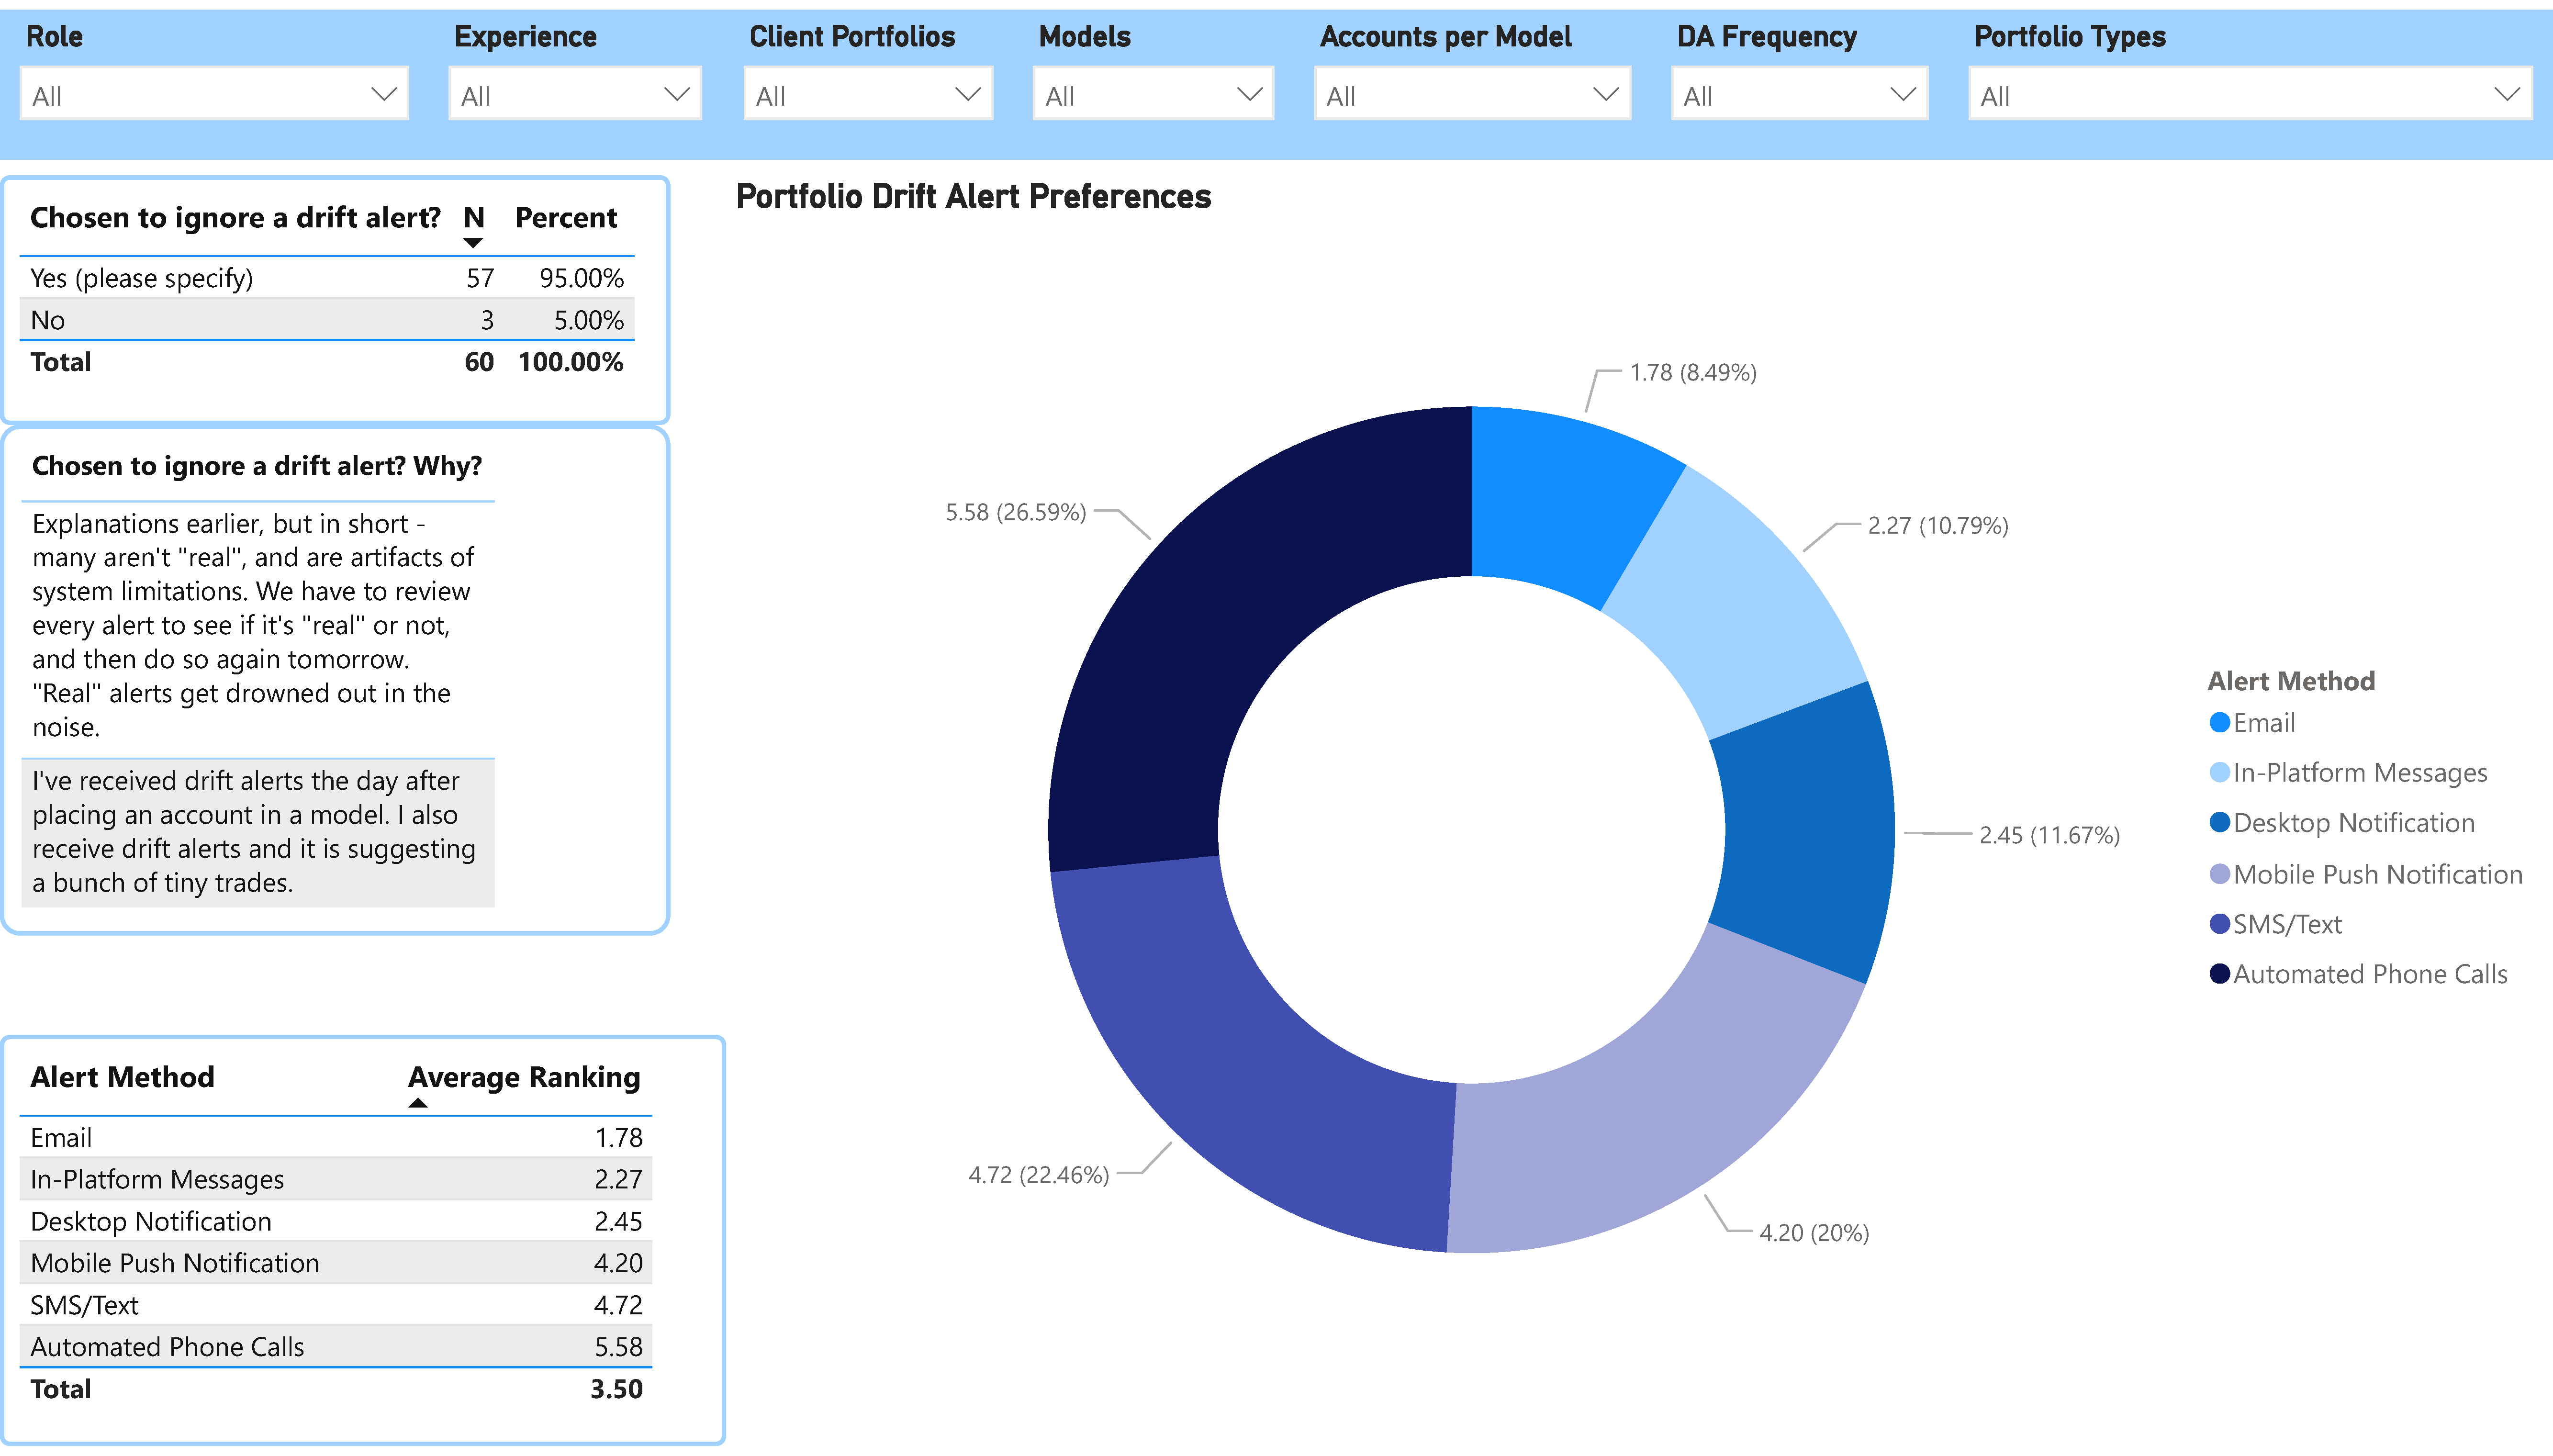 Role Experience Client Portfolios Models Accounts per Model DA Frequency Portfolio Types
All All All All All All All
Chosen to ignore a drift alert? N Percent
Yes (please specify) 57 95.00%
No 3 5.00%
Total 60 100.00%
Chosen to ignore a drift alert? Why?
Explanations earlier, but in short -
many aren't "real", and are artifacts of
system limitations. We have to review
every alert to see if it's "real" or not,
and then do so again tomorrow.
"Real" alerts get drowned out in the
noise.
I've received drift alerts the day after
placing an account in a model. I also
receive drift alerts and it is suggesting
a bunch of tiny trades.
Alert Method Average Ranking
Email 1.78
In-Platform Messages 2.27
Desktop Notification 2.45
Mobile Push Notification 4.20
SMS/Text 4.72
Automated Phone Calls 5.58
Total 3.50
Portfolio Drift Alert Preferences
1.78 (8.49%)
5.58 (26.59%)
2.27 (10.79%)
2.45 (11.67%)
4.72 (22.46%)
4.20 (20%)
Alert Method
Email
In-Platform Messages
Desktop Notification
Mobile Push Notification
SMS/Text
Automated Phone Calls